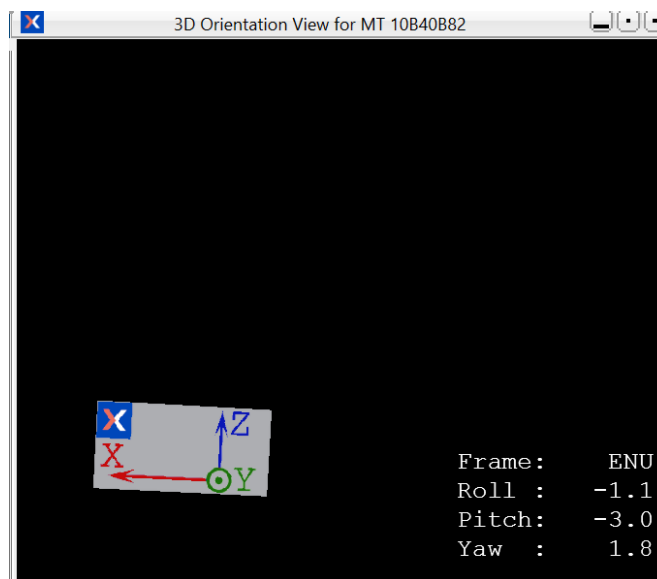 3D Orientation View for MT 10B40B82
Z
X
Y
Frame: ENU
Roll : -1.1
Pitch: -3.0
Yaw : 1.8